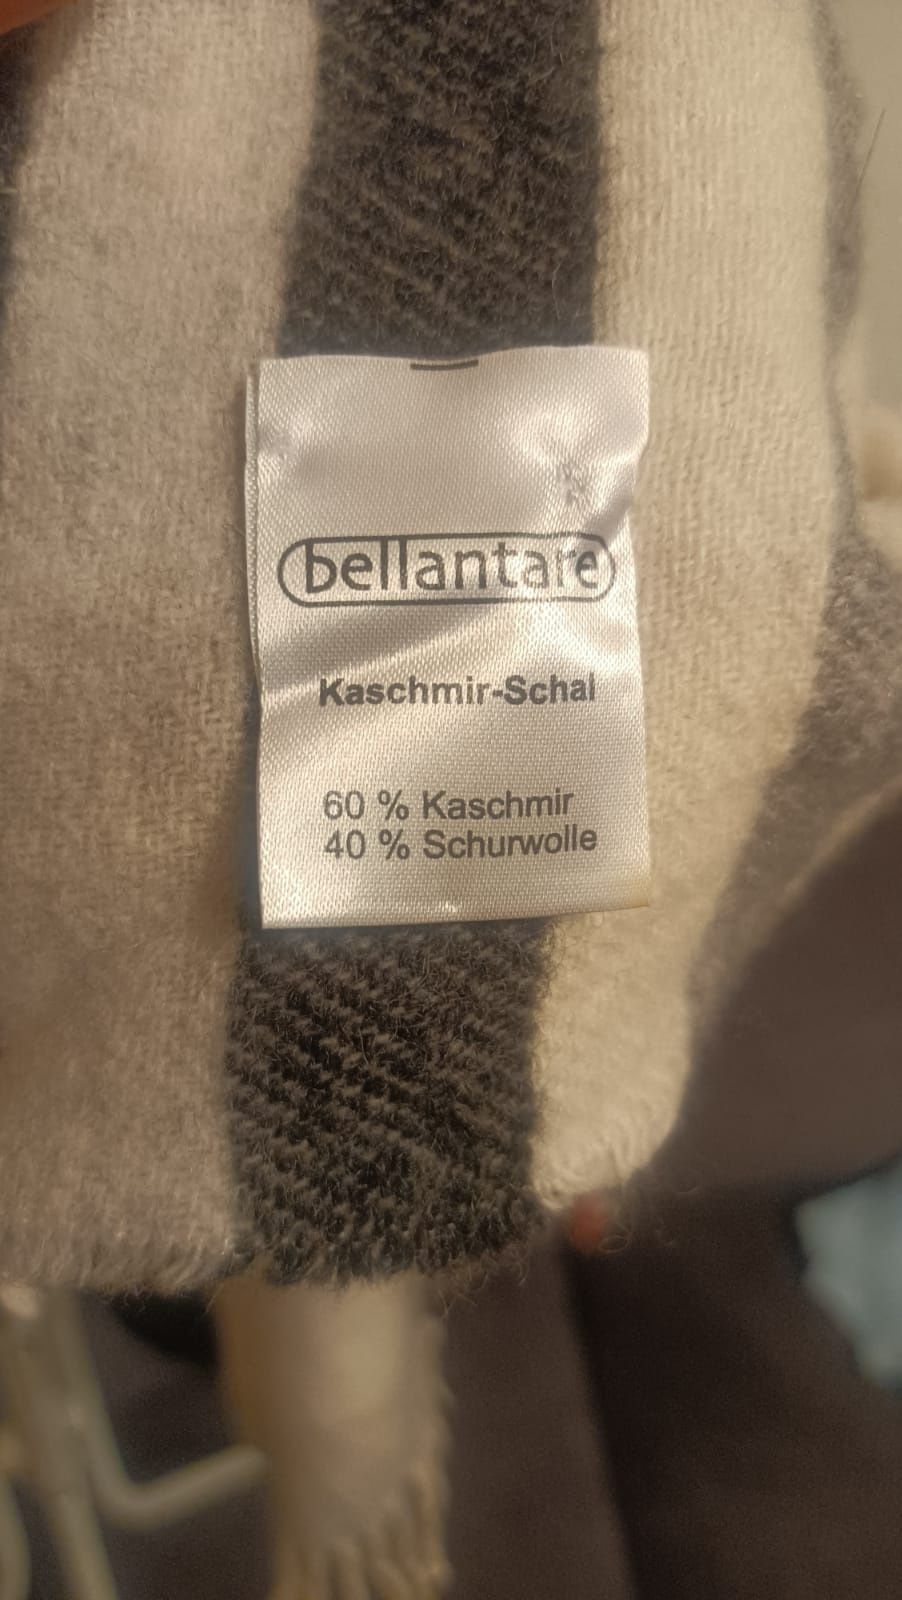 bellantare
Kaschmir-Schal
60 % Kaschmir
40 % Schurwolle